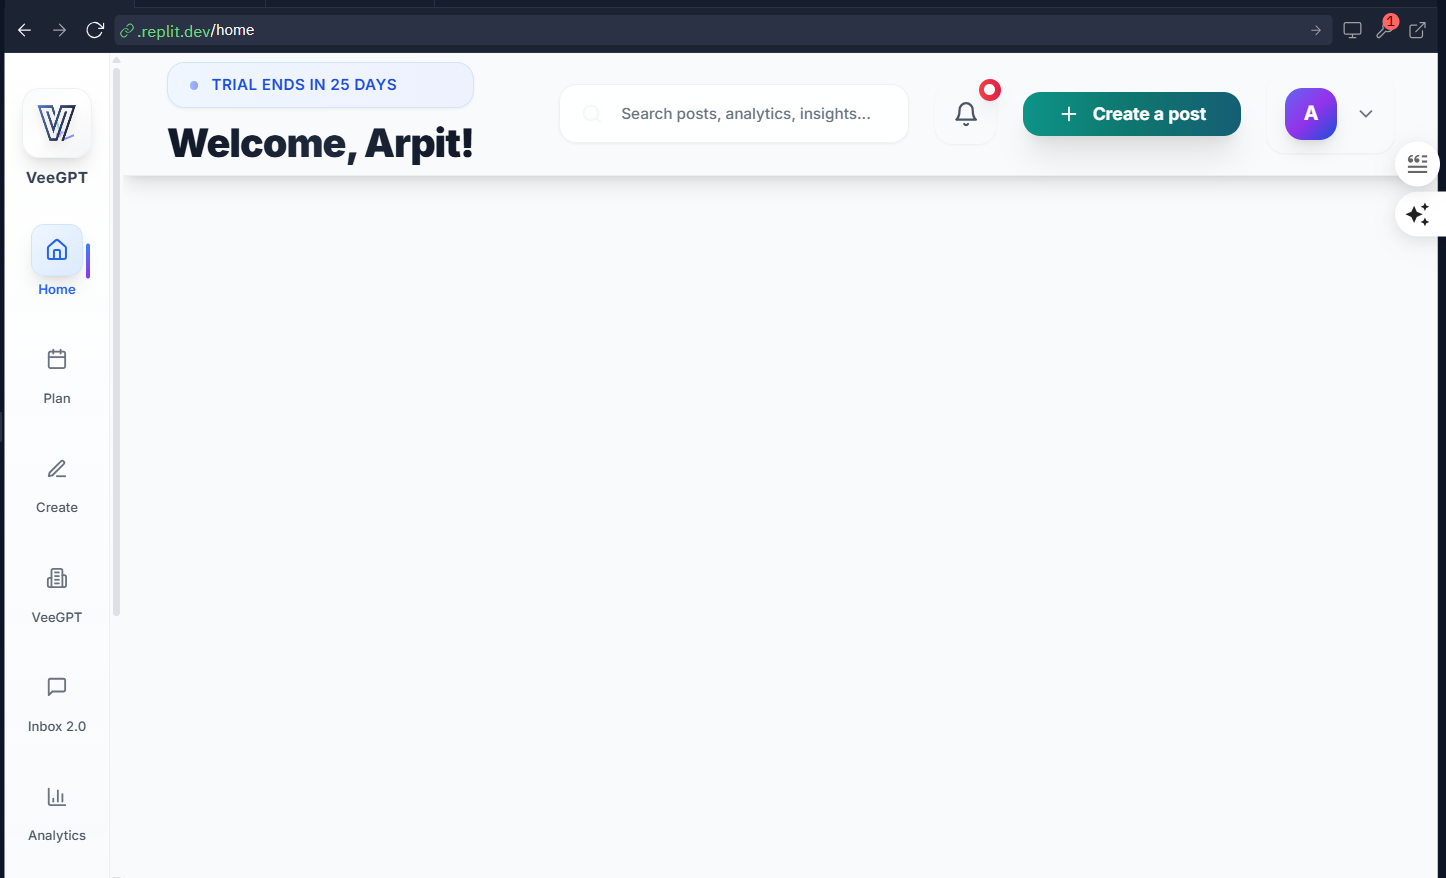 .replit.dev/home
1
TRIAL ENDS IN 25 DAYS
Welcome, Arpit!
Search posts, analytics, insights...
Create a post
A
VeeGPT
Home
Plan
Create
VeeGPT
Inbox 2.0
Analytics